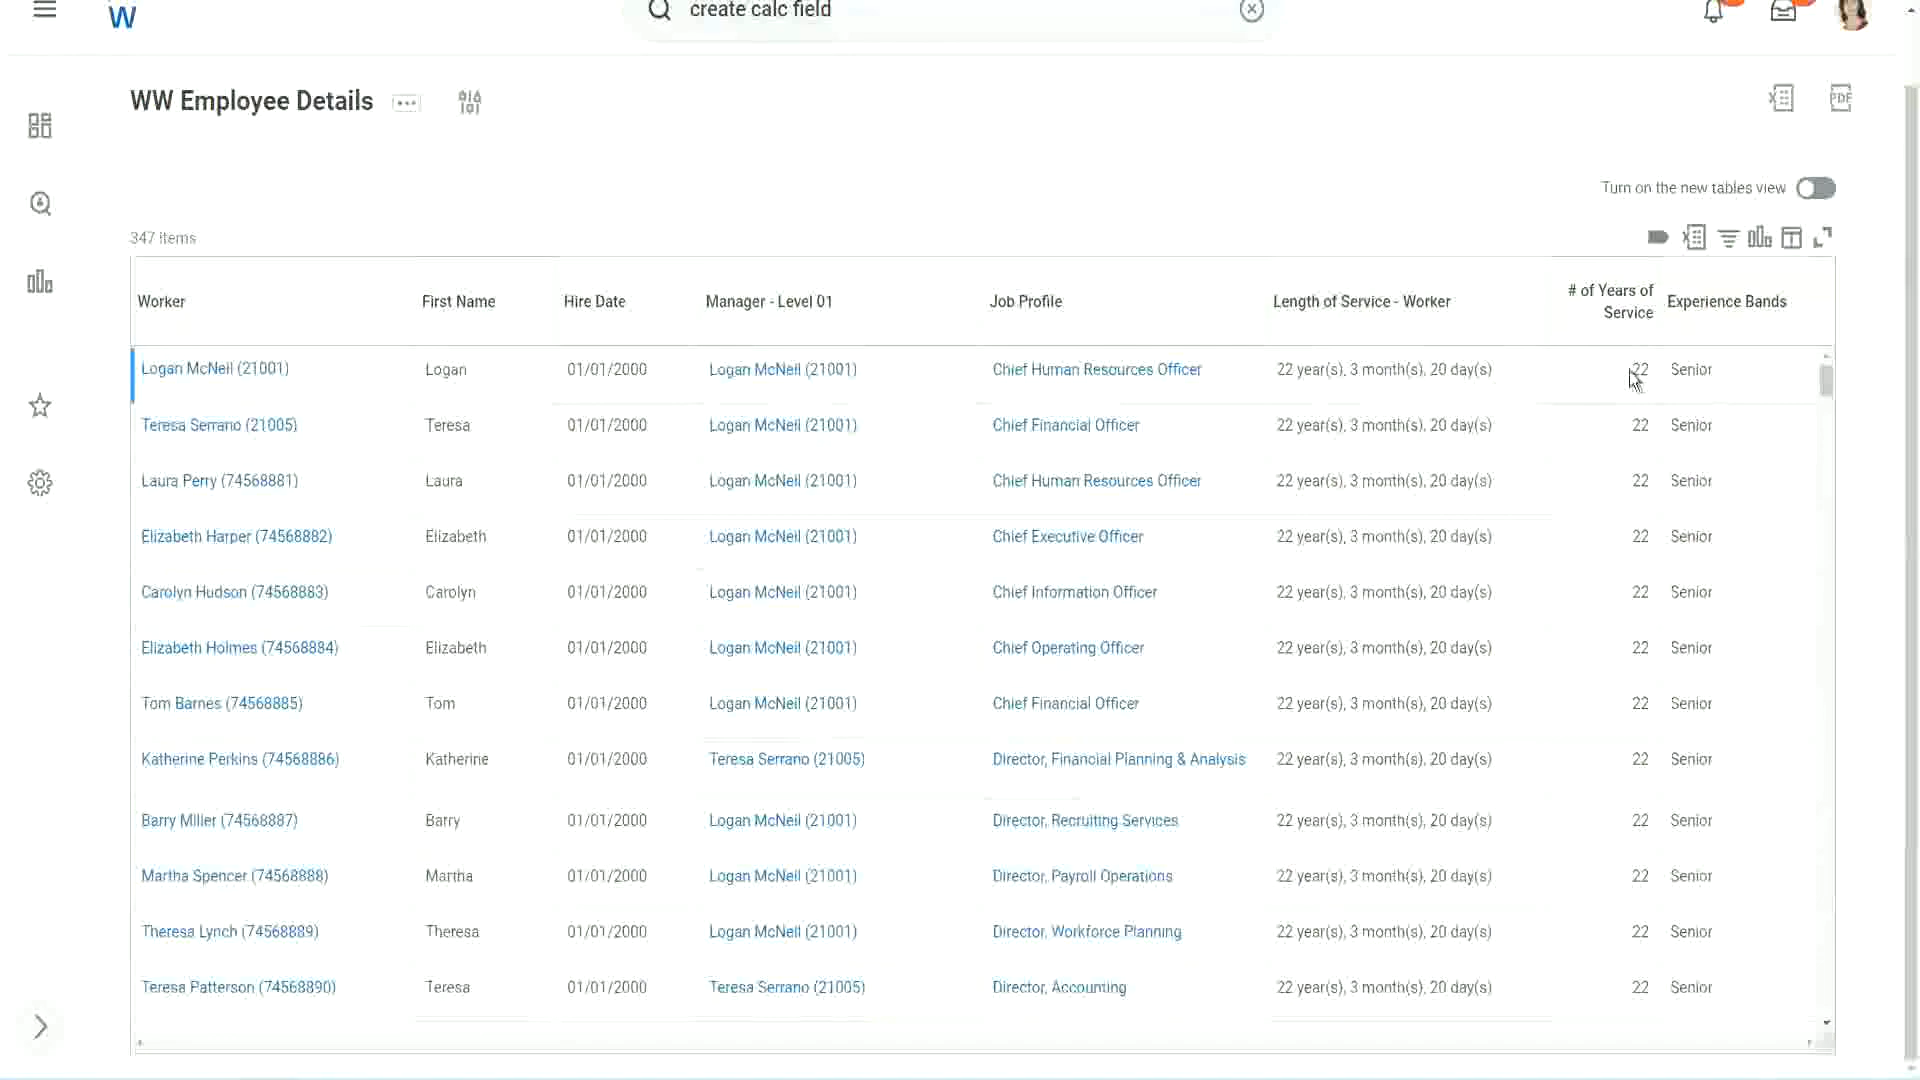 W
create calc field
WW Employee Details
PDF
Turn on the new tables view
347 items
Worker First Name Hire Date Manager - Level 01 Job Profile Length of Service - Worker # of Years of Service Experience Bands
Logan McNeil (21001) Logan 01/01/2000 Logan McNeil (21001) Chief Human Resources Officer 22 year(s), 3 month(s), 20 day(s) 22 Senior
Teresa Serrano (21005) Teresa 01/01/2000 Logan McNeil (21001) Chief Financial Officer 22 year(s), 3 month(s), 20 day(s) 22 Senior
Laura Perry (74568881) Laura 01/01/2000 Logan McNeil (21001) Chief Human Resources Officer 22 year(s), 3 month(s), 20 day(s) 22 Senior
Elizabeth Harper (74568882) Elizabeth 01/01/2000 Logan McNeil (21001) Chief Executive Officer 22 year(s), 3 month(s), 20 day(s) 22 Senior
Carolyn Hudson (74568883) Carolyn 01/01/2000 Logan McNeil (21001) Chief Information Officer 22 year(s), 3 month(s), 20 day(s) 22 Senior
Elizabeth Holmes (74568884) Elizabeth 01/01/2000 Logan McNeil (21001) Chief Operating Officer 22 year(s), 3 month(s), 20 day(s) 22 Senior
Tom Barnes (74568885) Tom 01/01/2000 Logan McNeil (21001) Chief Financial Officer 22 year(s), 3 month(s), 20 day(s) 22 Senior
Katherine Perkins (74568886) Katherine 01/01/2000 Teresa Serrano (21005) Director, Financial Planning & Analysis 22 year(s), 3 month(s), 20 day(s) 22 Senior
Barry Miller (74568887) Barry 01/01/2000 Logan McNeil (21001) Director, Recruiting Services 22 year(s), 3 month(s), 20 day(s) 22 Senior
Martha Spencer (74568888) Martha 01/01/2000 Logan McNeil (21001) Director, Payroll Operations 22 year(s), 3 month(s), 20 day(s) 22 Senior
Theresa Lynch (74568889) Theresa 01/01/2000 Logan McNeil (21001) Director, Workforce Planning 22 year(s), 3 month(s), 20 day(s) 22 Senior
Teresa Patterson (74568890) Teresa 01/01/2000 Teresa Serrano (21005) Director, Accounting 22 year(s), 3 month(s), 20 day(s) 22 Senior